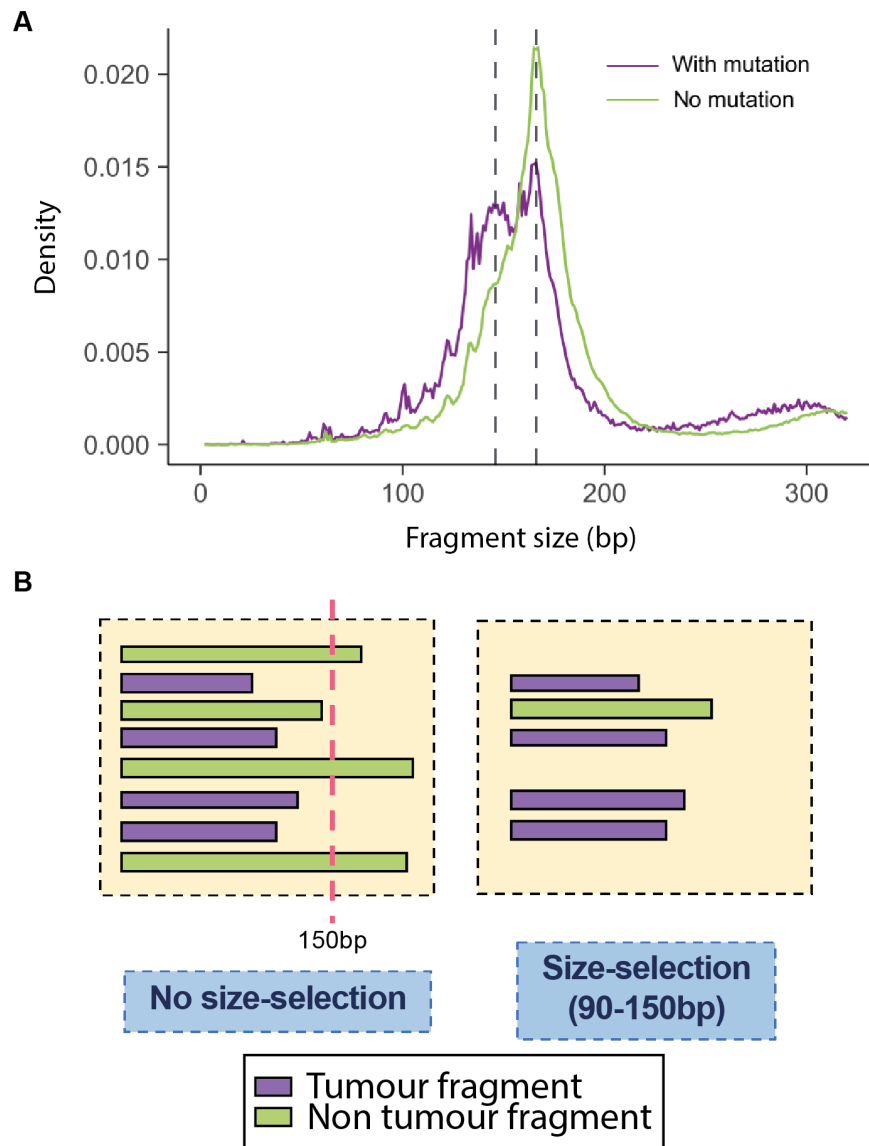 A
With mutation
No mutation
Density
0.020
0.015
0.010
0.005
0.000
0
100
200
300
Fragment size (bp)
B
150bp
No size-selection
Size-selection
(90-150bp)
Tumour fragment
Non tumour fragment